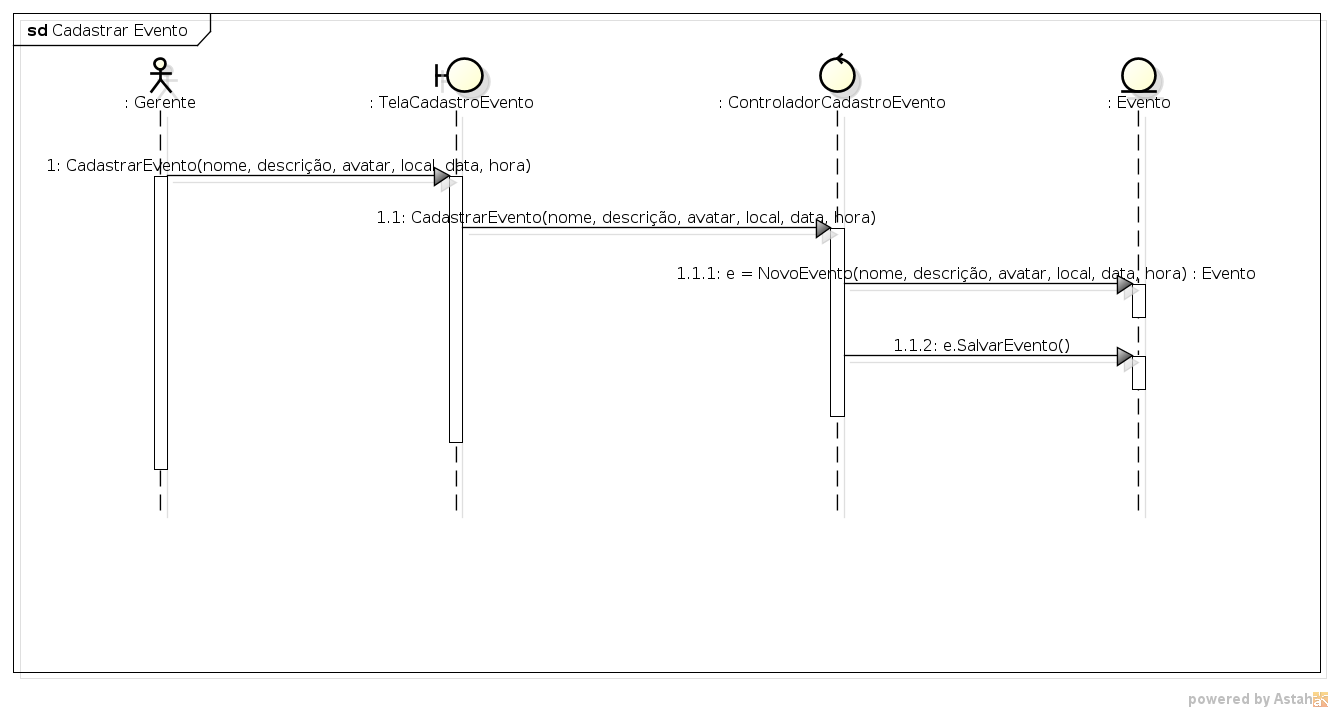 sd Cadastrar Evento
: Gerente
: TelaCadastroEvento
: ControladorCadastroEvento
: Evento
1: CadastrarEvento(nome, descrição, avatar, local, data, hora)
1.1: CadastrarEvento(nome, descrição, avatar, local, data, hora)
1.1.1: e = NovoEvento(nome, descrição, avatar, local, data, hora) : Evento
1.1.2: e.SalvarEvento()
powered by Astah